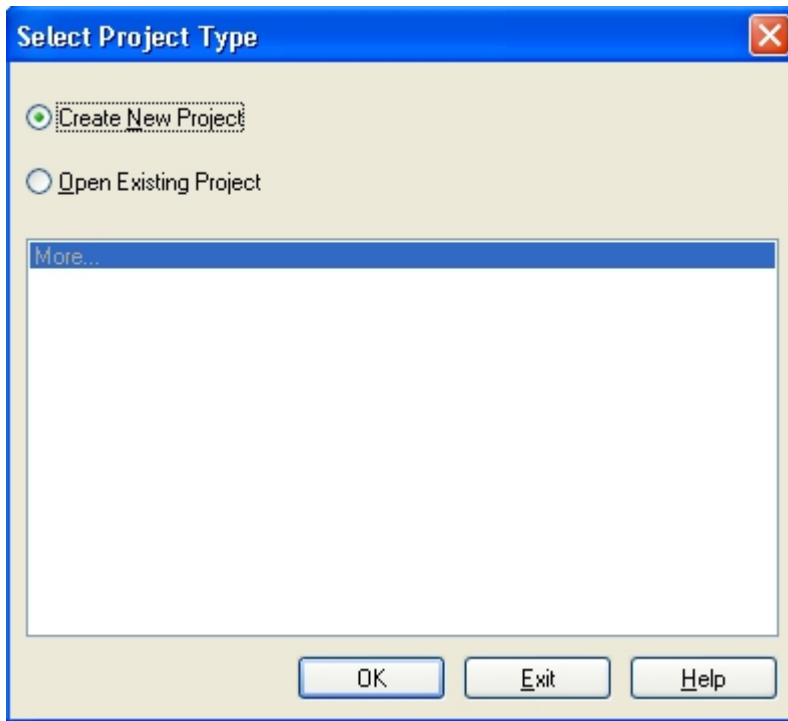 Select Project Type
Create New Project
Open Existing Project
More...
OK Exit Help